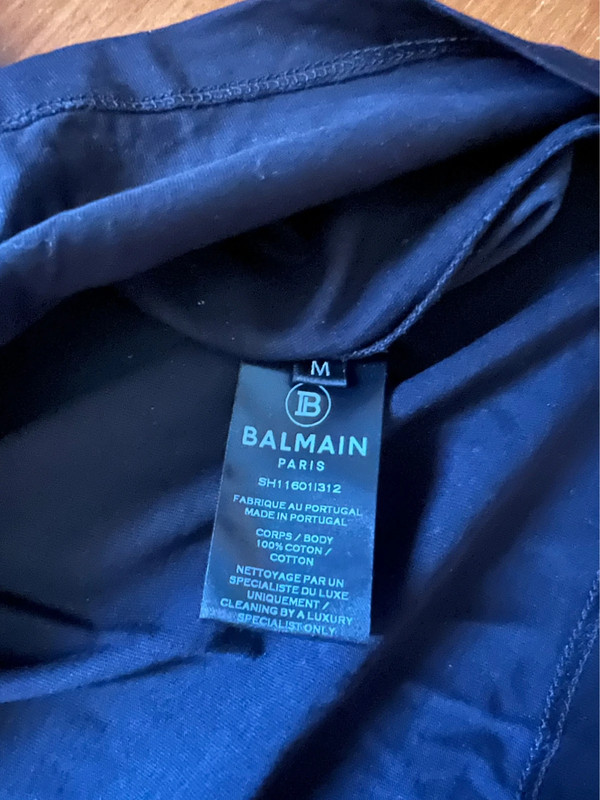 M
B
BALMAIN
PARIS
SH11601I312
FABRIQUE AU PORTUGAL
MADE IN PORTUGAL
CORPS / BODY
100% COTON /
COTTON
NETTOYAGE PAR UN
SPECIALISTE DU LUXE
UNIQUEMENT /
CLEANING BY A LUXURY
SPECIALIST ONLY